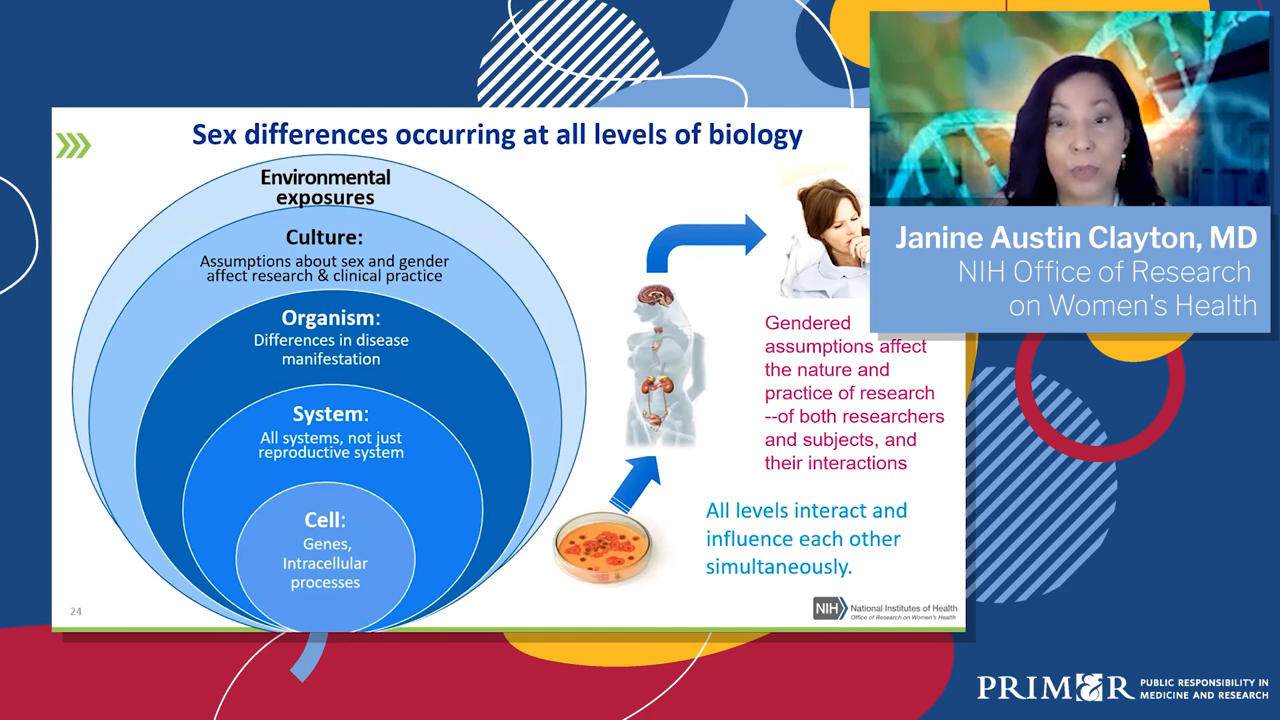 Sex differences occurring at all levels of biology
Environmental
exposures
Culture:
Assumptions about sex and gender
affect research & clinical practice
Organism:
Differences in disease
manifestation
System:
All systems, not just
reproductive system
Cell:
Genes,
Intracellular
processes
Gendered
assumptions affect
the nature and
practice of research
--of both researchers
and subjects, and
their interactions
All levels interact and
influence each other
simultaneously.
24
NIH National Institutes of Health
Office of Research on Women's Health
Janine Austin Clayton, MD
NIH Office of Research
on Women's Health
PRIM&R PUBLIC RESPONSIBILITY IN
MEDICINE AND RESEARCH